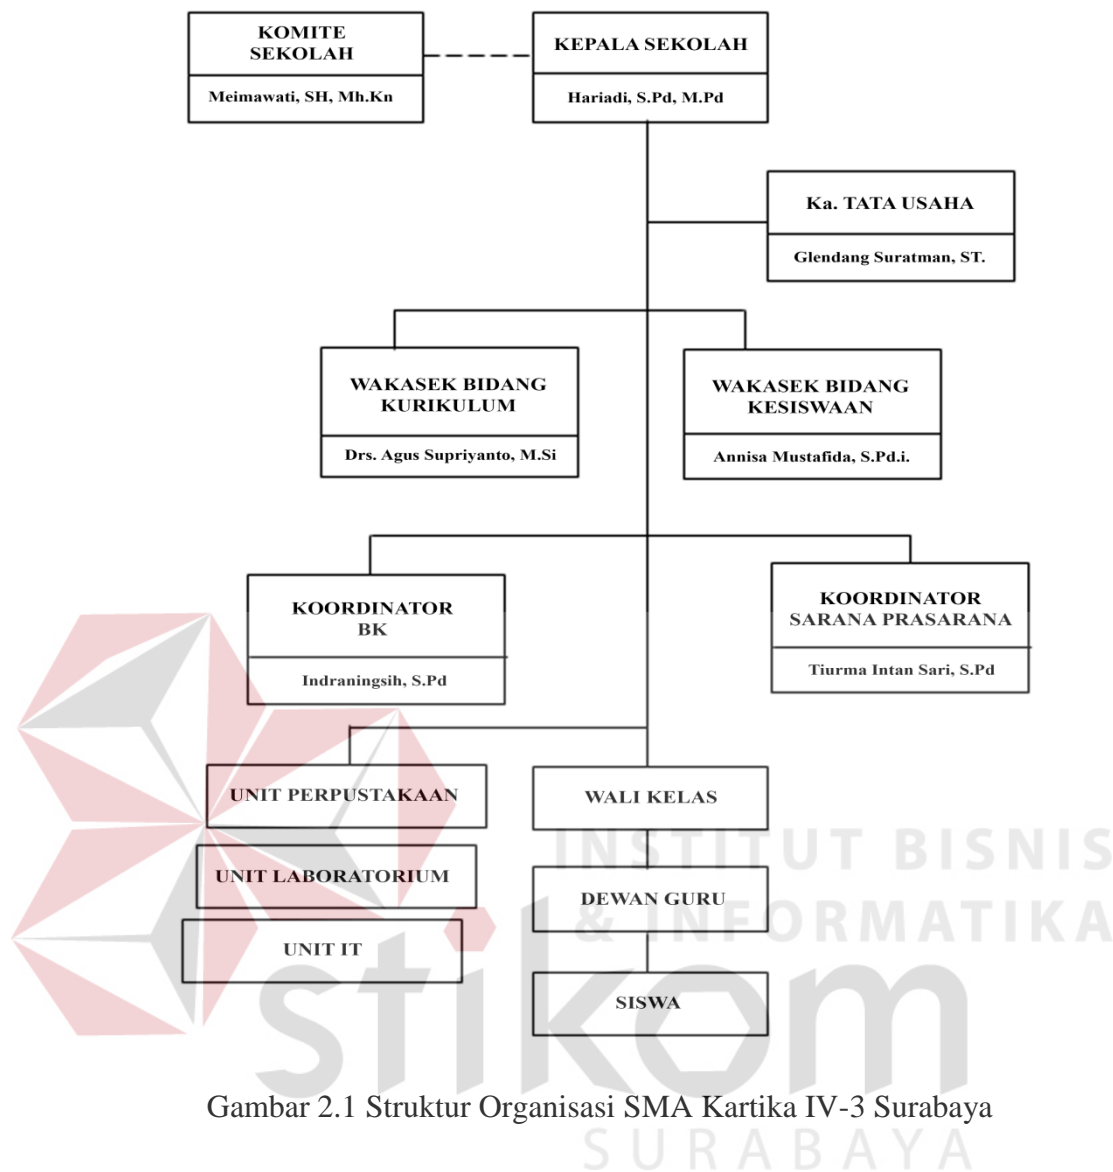 KOMITE
SEKOLAH
Meimawati, SH, Mh.Kn
KEPALA SEKOLAH
Hariadi, S.Pd, M.Pd
Ka. TATA USAHA
Glendang Suratman, ST.
WAKASEK BIDANG
KURIKULUM
Drs. Agus Supriyanto, M.Si
WAKASEK BIDANG
KESISWAAN
Annisa Mustafida, S.Pd.i.
KOORDINATOR
BK
Indraningsih, S.Pd
KOORDINATOR
SARANA PRASARANA
Tiurma Intan Sari, S.Pd
UNIT PERPUSTAKAAN
UNIT LABORATORIUM
UNIT IT
WALI KELAS
DEWAN GURU
SISWA
INSTITUT BISNIS
& INFORMATIKA
stikom
SURABAYA
Gambar 2.1 Struktur Organisasi SMA Kartika IV-3 Surabaya